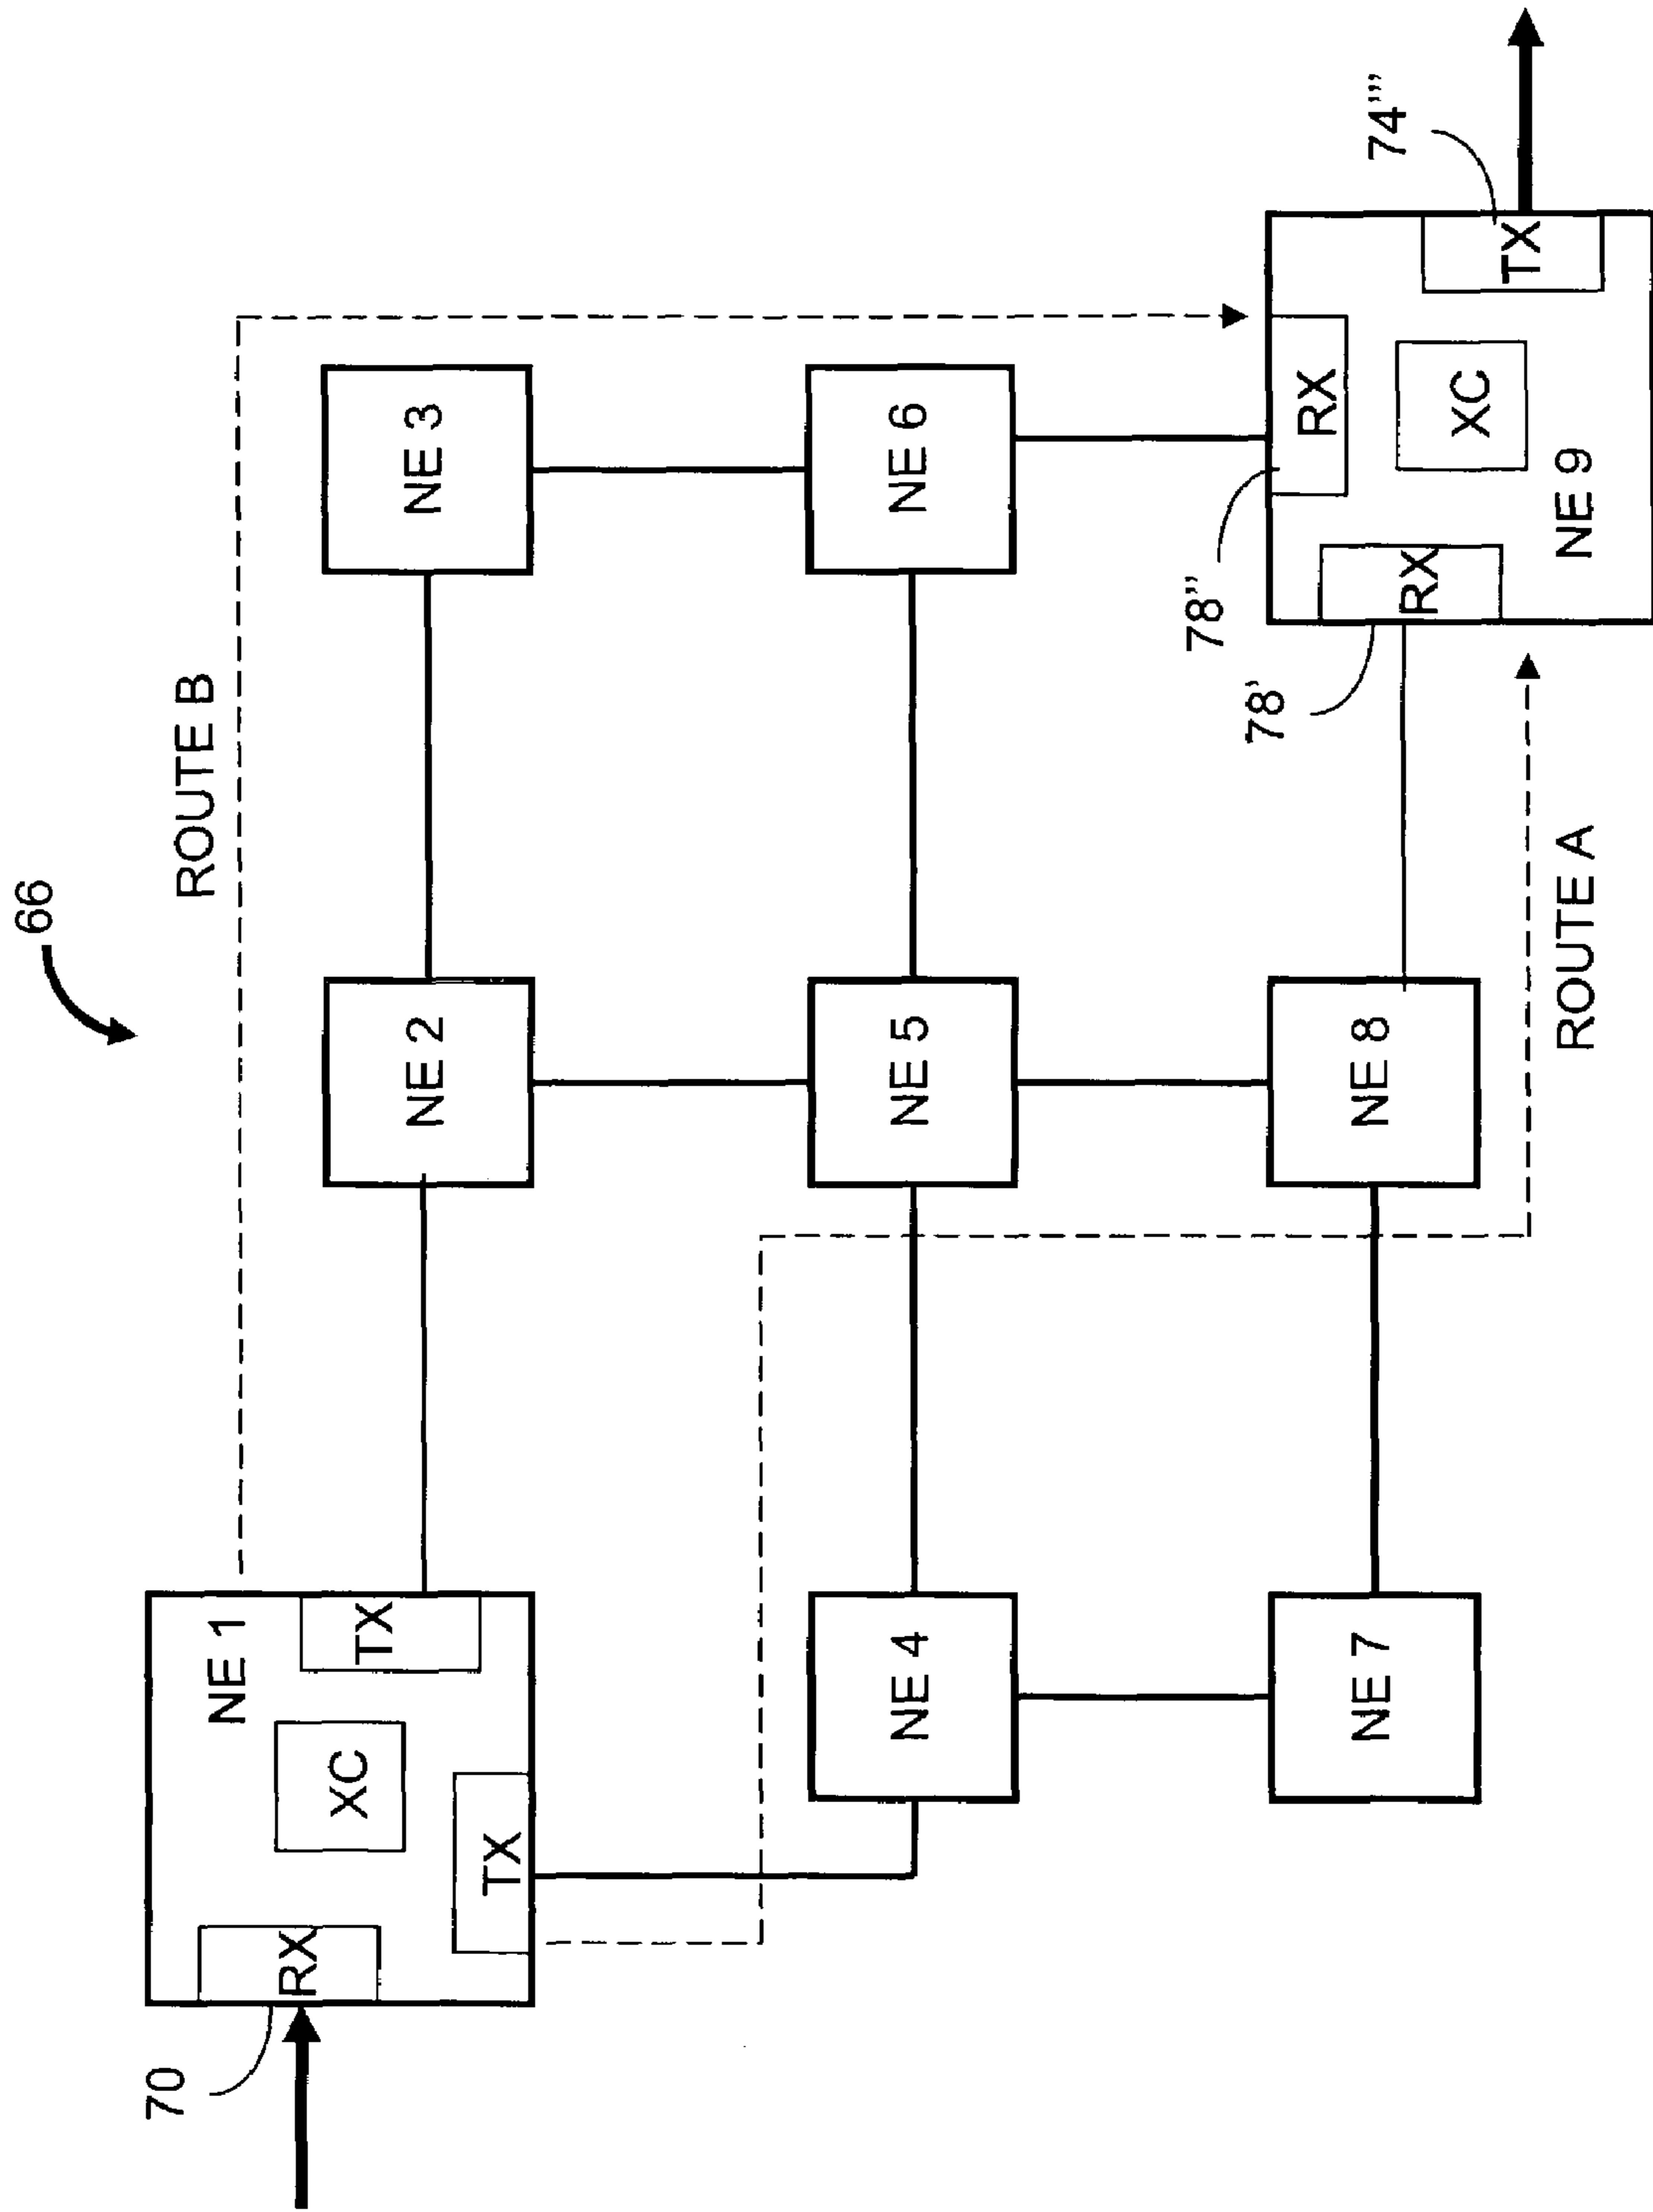 66
ROUTE B
70
RX
XC
NE 1
TX
TX
NE 2
NE 3
NE 4
NE 5
NE 6
NE 7
NE 8
ROUTE A
78'
78''
RX
RX
XC
NE 9
TX
74'''